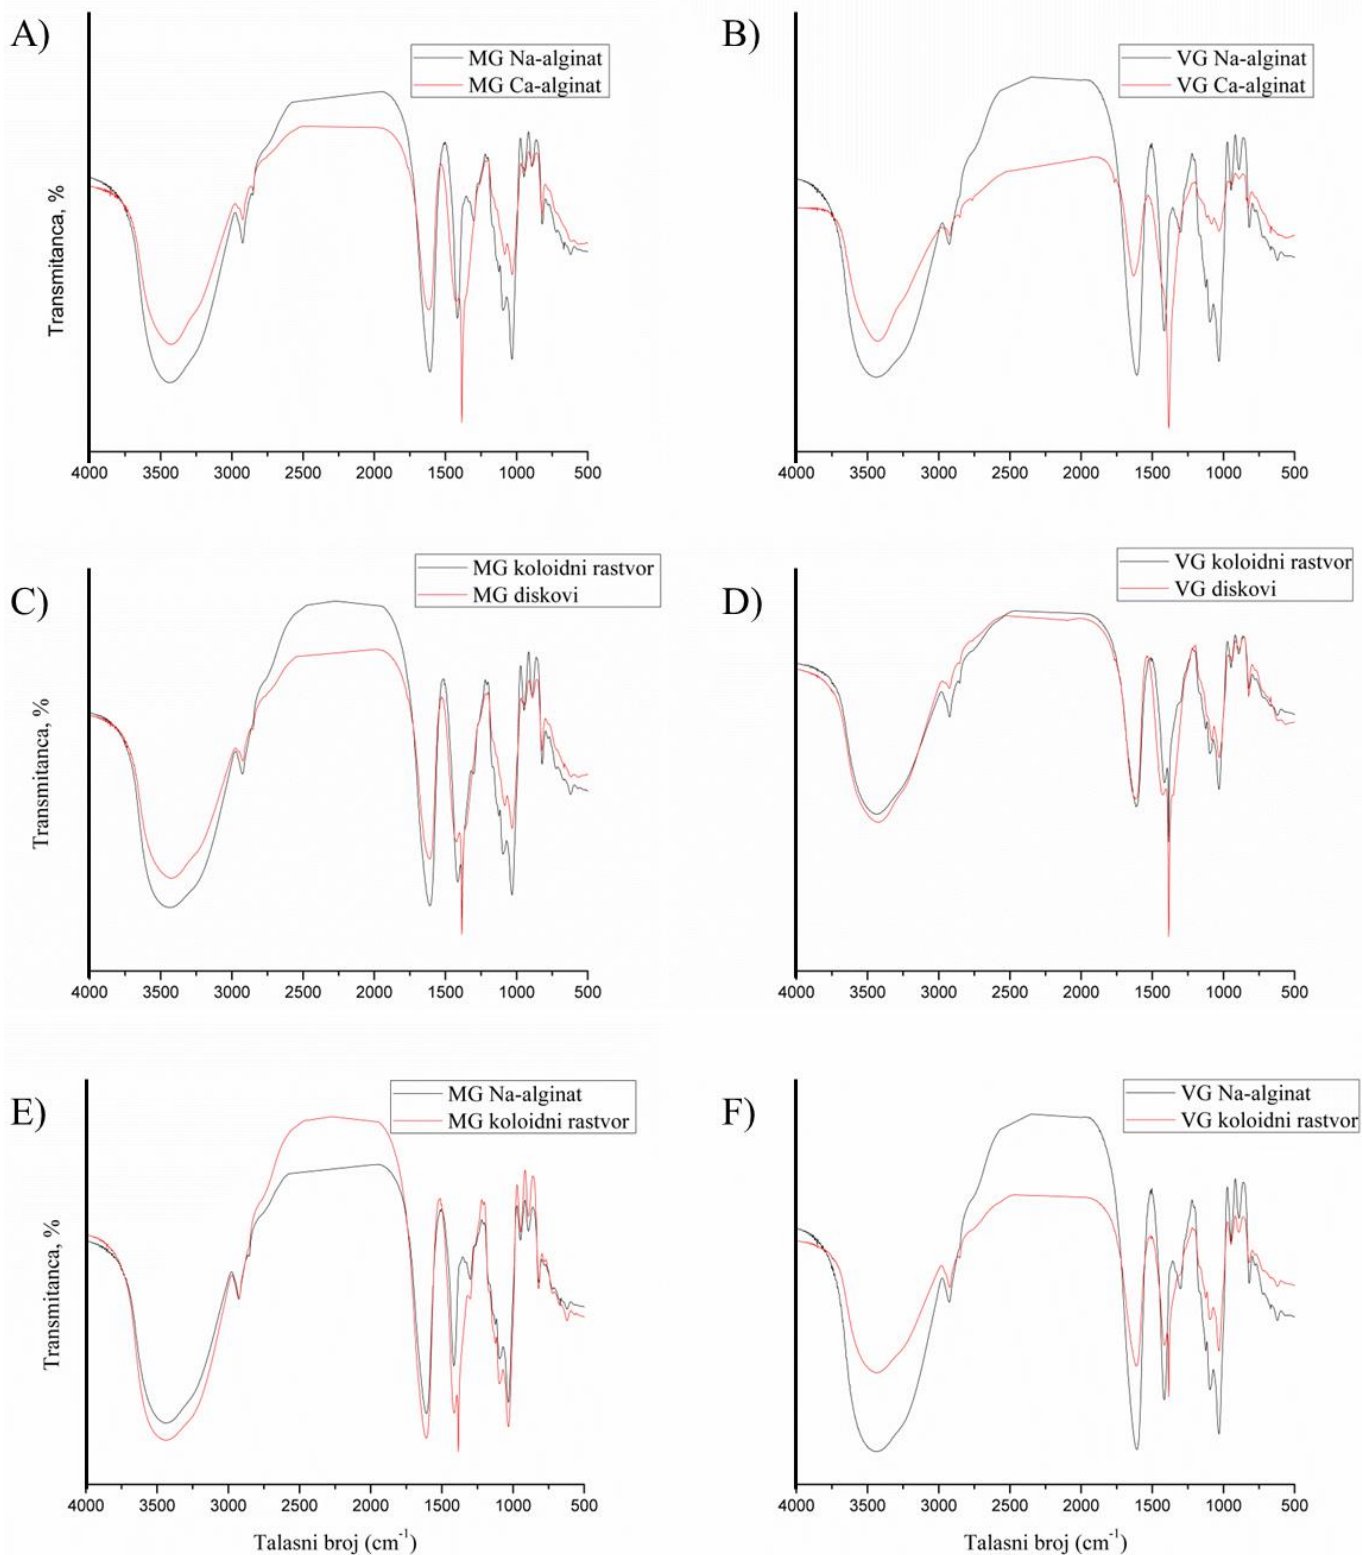 A)
MG Na-alginat
MG Ca-alginat
Transmitanca, %
4000 3500 3000 2500 2000 1500 1000 500
B)
VG Na-alginat
VG Ca-alginat
4000 3500 3000 2500 2000 1500 1000 500
C)
MG koloidni rastvor
MG diskovi
Transmitanca, %
4000 3500 3000 2500 2000 1500 1000 500
D)
VG koloidni rastvor
VG diskovi
4000 3500 3000 2500 2000 1500 1000 500
E)
MG Na-alginat
MG koloidni rastvor
Transmitanca, %
4000 3500 3000 2500 2000 1500 1000 500
Talasni broj (cm⁻¹)
F)
VG Na-alginat
VG koloidni rastvor
4000 3500 3000 2500 2000 1500 1000 500
Talasni broj (cm⁻¹)